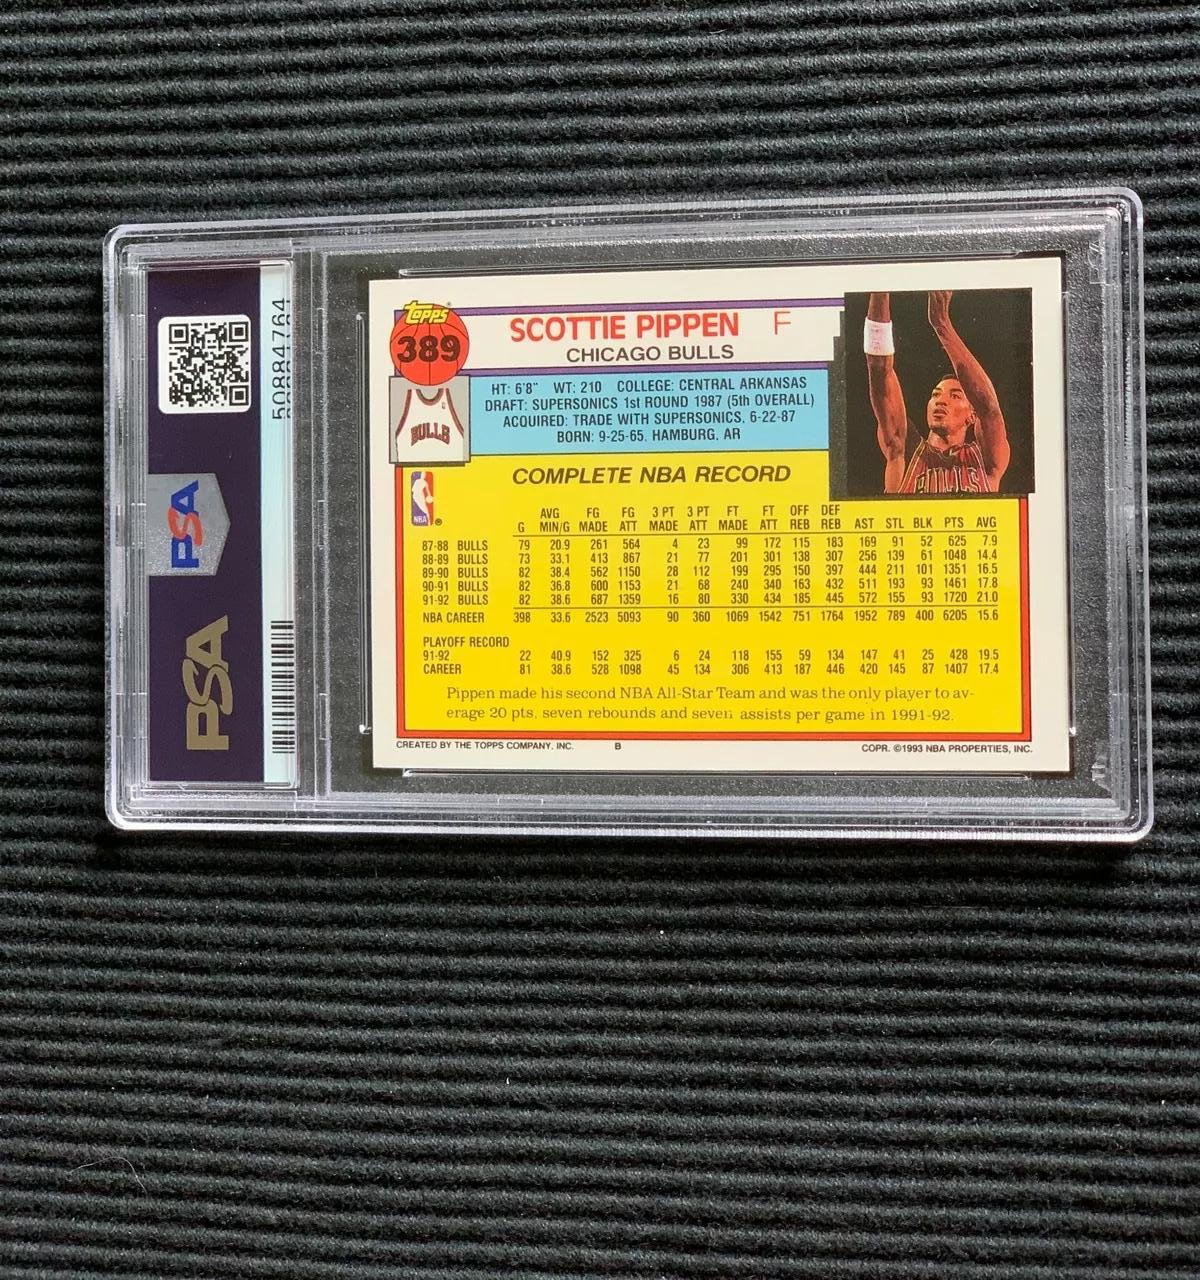 50884764
PSA
PSA
Topps
389
SCOTTIE PIPPEN F
CHICAGO BULLS
BULLS
HT: 6'8" WT: 210 COLLEGE: CENTRAL ARKANSAS
DRAFT: SUPERSONICS 1st ROUND 1987 (5th OVERALL)
ACQUIRED: TRADE WITH SUPERSONICS, 6-22-87
BORN: 9-25-65, HAMBURG, AR
BULLS
COMPLETE NBA RECORD
NBA
G AVG MIN/G FG MADE FG ATT 3 PT MADE 3 PT ATT FT MADE FT ATT OFF REB DEF REB AST STL BLK PTS AVG
87-88 BULLS 79 20.9 261 564 4 23 99 172 115 183 169 91 52 625 7.9
88-89 BULLS 73 33.1 413 867 21 77 201 301 138 307 256 139 61 1048 14.4
89-90 BULLS 82 38.4 562 1150 28 112 199 295 150 397 444 211 101 1351 16.5
90-91 BULLS 82 36.8 600 1153 21 68 240 340 163 432 511 193 93 1461 17.8
91-92 BULLS 82 38.6 687 1359 16 80 330 434 185 445 572 155 93 1720 21.0
NBA CAREER 398 33.6 2523 5093 90 360 1069 1542 751 1764 1952 789 400 6205 15.6
PLAYOFF RECORD
91-92 22 40.9 152 325 6 24 118 155 59 134 147 41 25 428 19.5
CAREER 81 38.6 528 1098 45 134 306 413 187 446 420 145 87 1407 17.4
Pippen made his second NBA All-Star Team and was the only player to av-
erage 20 pts, seven rebounds and seven assists per game in 1991-92.
CREATED BY THE TOPPS COMPANY, INC. B COPR. ©1993 NBA PROPERTIES, INC.